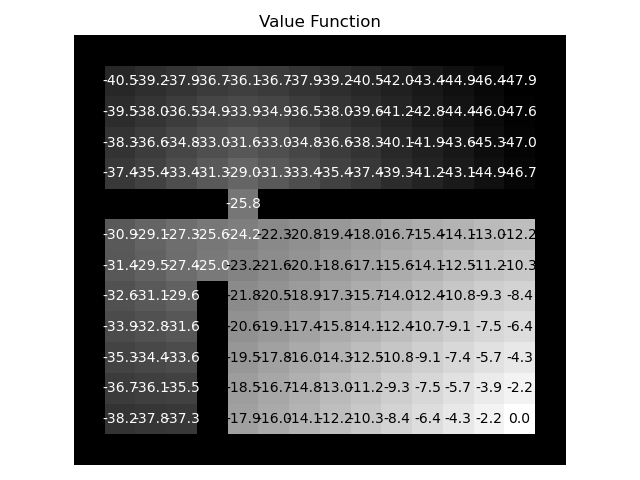 Value Function
-40.5 -39.2 -37.9 -36.7 -36.1 -36.7 -37.9 -39.2 -40.5 -42.0 -43.4 -44.9 -46.4 -47.9
-39.5 -38.0 -36.5 -34.9 -33.9 -34.9 -36.5 -38.0 -39.6 -41.2 -42.8 -44.4 -46.0 -47.6
-38.3 -36.6 -34.8 -33.0 -31.6 -33.0 -34.8 -36.6 -38.3 -40.1 -41.9 -43.6 -45.3 -47.0
-37.4 -35.4 -33.4 -31.3 -29.0 -31.3 -33.4 -35.4 -37.4 -39.3 -41.2 -43.1 -44.9 -46.7
-25.8
-30.9 -29.1 -27.3 -25.6 -24.2 -22.3 -20.8 -19.4 -18.0 -16.7 -15.4 -14.1 -13.0 -12.2
-31.4 -29.5 -27.4 -25.0 -23.2 -21.6 -20.1 -18.6 -17.1 -15.6 -14.1 -12.5 -11.2 -10.3
-32.6 -31.1 -29.6 -21.8 -20.5 -18.9 -17.3 -15.7 -14.0 -12.4 -10.8 -9.3 -8.4
-33.9 -32.8 -31.6 -20.6 -19.1 -17.4 -15.8 -14.1 -12.4 -10.7 -9.1 -7.5 -6.4
-35.3 -34.4 -33.6 -19.5 -17.8 -16.0 -14.3 -12.5 -10.8 -9.1 -7.4 -5.7 -4.3
-36.7 -36.1 -35.5 -18.5 -16.7 -14.8 -13.0 -11.2 -9.3 -7.5 -5.7 -3.9 -2.2
-38.2 -37.8 -37.3 -17.9 -16.0 -14.1 -12.2 -10.3 -8.4 -6.4 -4.3 -2.2 0.0